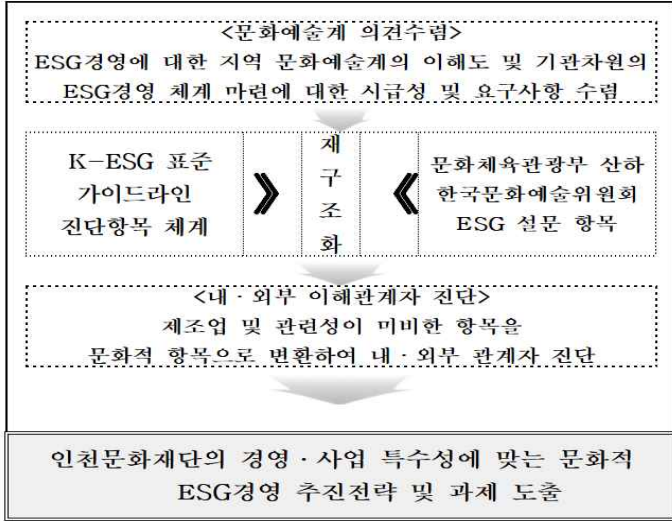 <문화예술계 의견수렴>
ESG경영에 대한 지역 문화예술계의 이해도 및 기관차원의
ESG경영 체계 마련에 대한 시급성 및 요구사항 수렴
K-ESG 표준
가이드라인
진단항목 체계
》
재
구
조
화
《
문화체육관광부 산하
한국문화예술위원회
ESG 설문 항목
<내·외부 이해관계자 진단>
제조업 및 관련성이 미비한 항목을
문화적 항목으로 변환하여 내·외부 관계자 진단
인천문화재단의 경영·사업 특수성에 맞는 문화적
ESG경영 추진전략 및 과제 도출